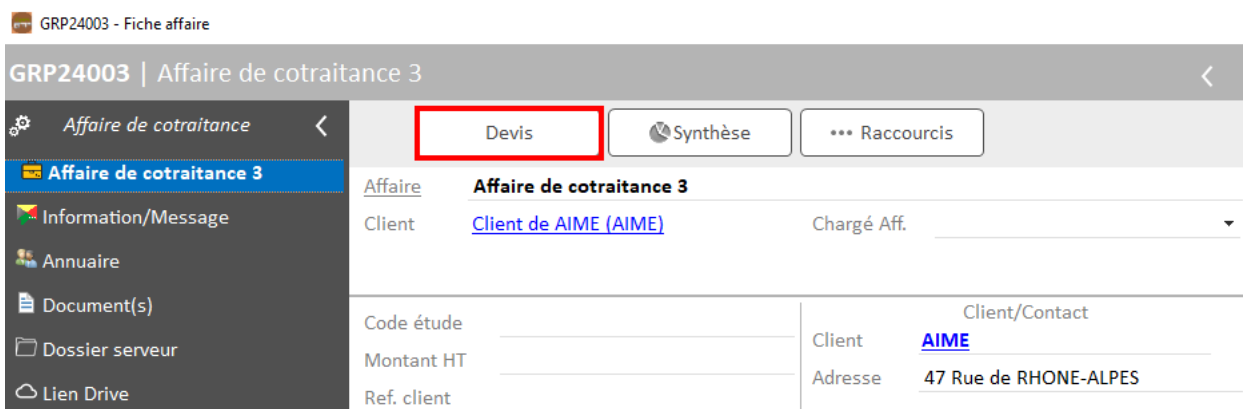 GRP24003 - Fiche affaire
GRP24003 | Affaire de cotraitance 3
Affaire de cotraitance
Devis
Synthèse
••• Raccourcis
Affaire de cotraitance 3
Information/Message
Annuaire
Document(s)
Dossier serveur
Lien Drive
Affaire Affaire de cotraitance 3
Client Client de AIME (AIME) Chargé Aff.
Code étude
Montant HT
Ref. client
Client/Contact
Client AIME
Adresse 47 Rue de RHONE-ALPES